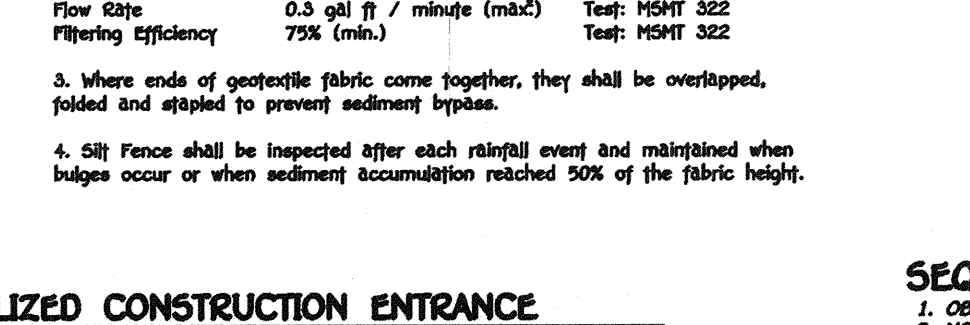 Flow Rate 0.3 gal ft / minute (max.) Test: MSMT 322
Filtering Efficiency 75% (min.) Test: MSMT 322
3. Where ends of geotextile fabric come together, they shall be overlapped,
folded and stapled to prevent sediment bypass.
4. Silt Fence shall be inspected after each rainfall event and maintained when
bulges occur or when sediment accumulation reached 50% of the fabric height.
SEQ
LIZED CONSTRUCTION ENTRANCE
1. OB